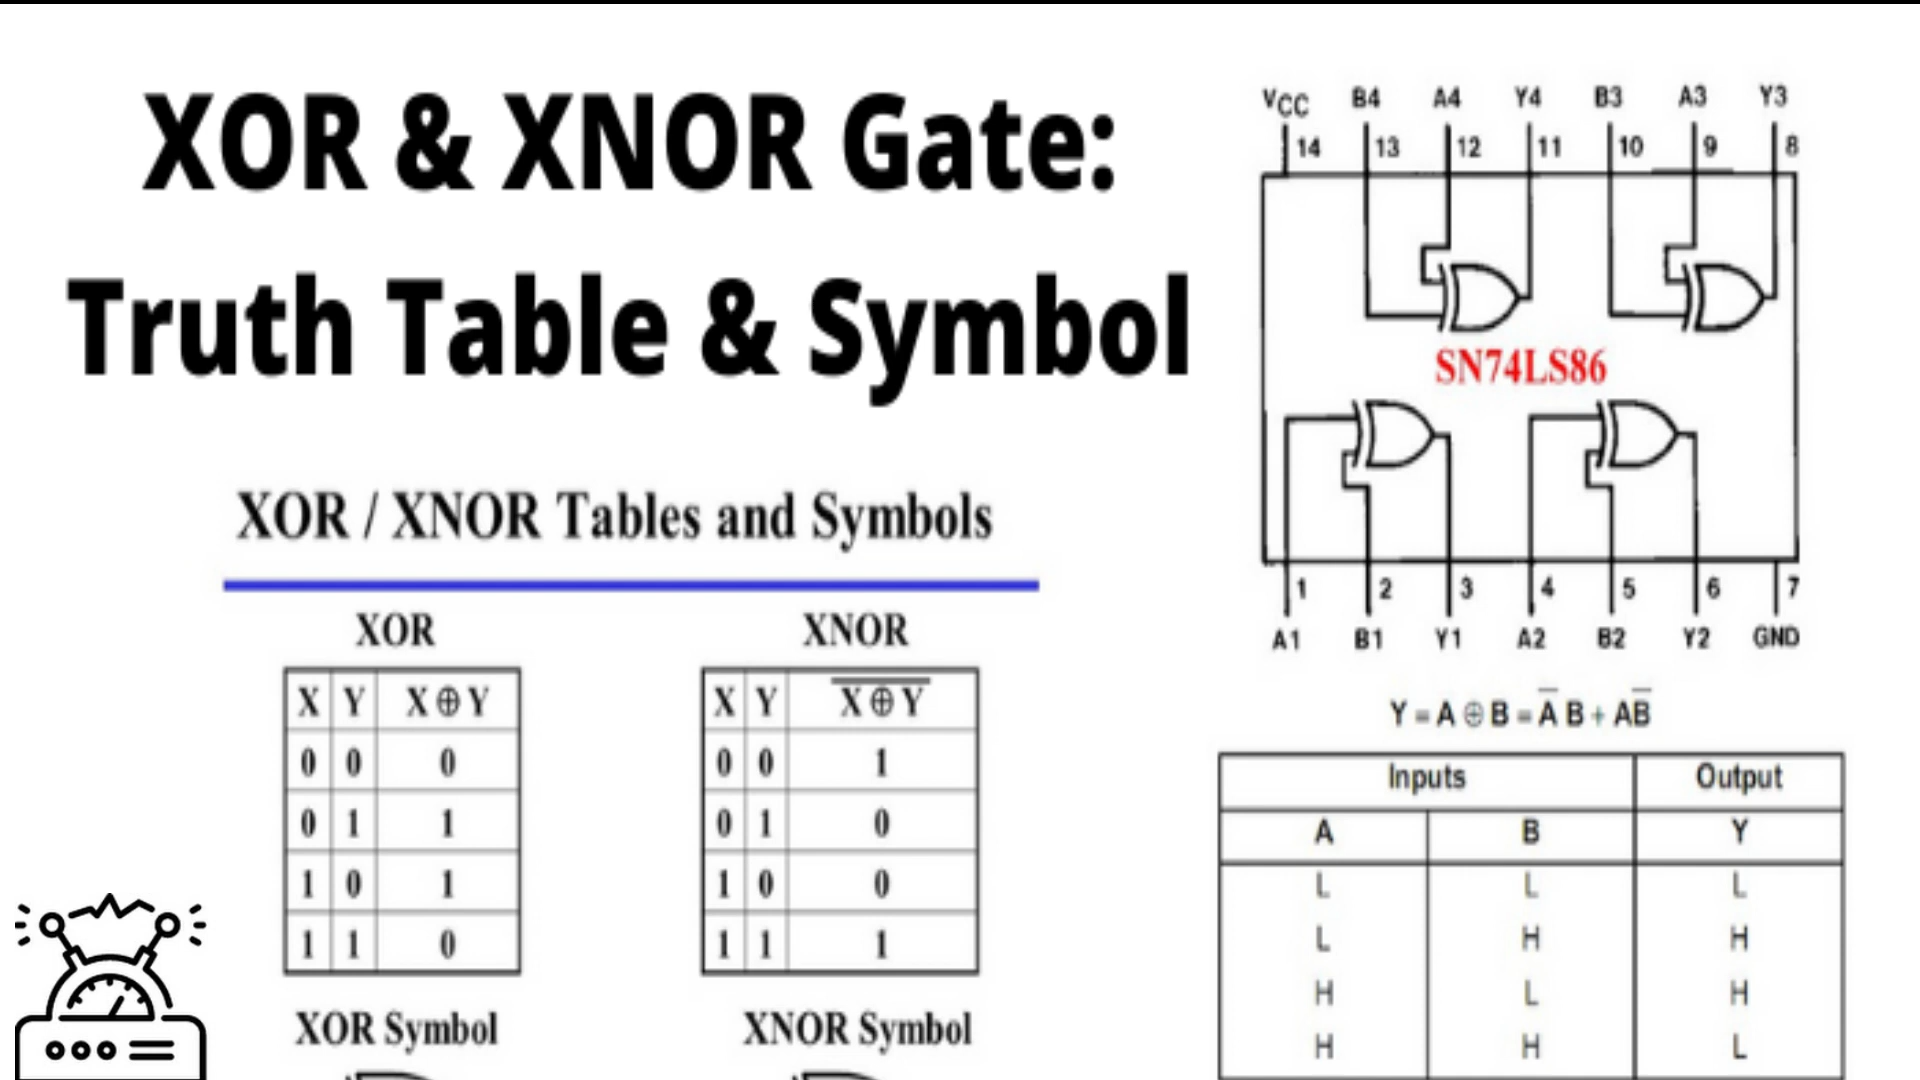 XOR & XNOR Gate:
Truth Table & Symbol
XOR / XNOR Tables and Symbols
XOR
X Y X ⊕ Y
0 0 0
0 1 1
1 0 1
1 1 0
XOR Symbol
XNOR
X Y X̅ ⊕̅ Y̅
0 0 1
0 1 0
1 0 0
1 1 1
XNOR Symbol
VCC B4 A4 Y4 B3 A3 Y3
14 13 12 11 10 9 8
SN74LS86
1 2 3 4 5 6 7
A1 B1 Y1 A2 B2 Y2 GND
Y = A ⊕ B = A̅ B + AB̅
Inputs Output
A B Y
L L L
L H H
H L H
H H L